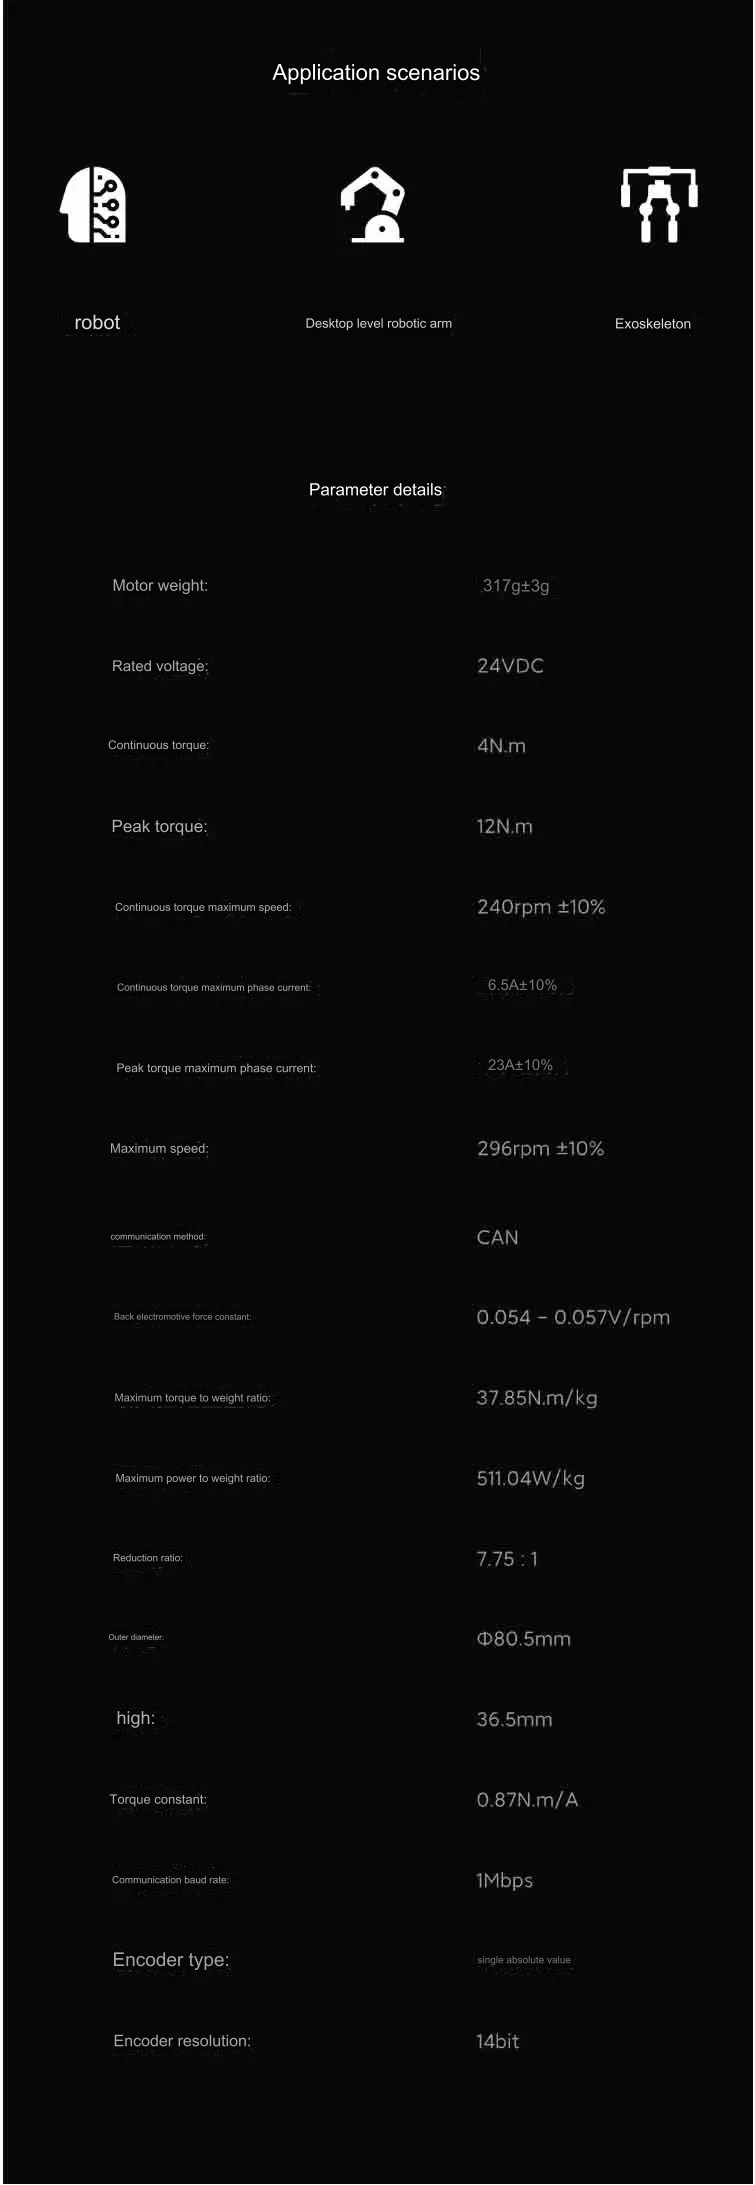 Application scenarios
robot
Desktop level robotic arm
Exoskeleton
Parameter details
Motor weight: 317g±3g
Rated voltage: 24VDC
Continuous torque: 4N.m
Peak torque: 12N.m
Continuous torque maximum speed: 240rpm ±10%
Continuous torque maximum phase current: 6.5A±10%
Peak torque maximum phase current: 23A±10%
Maximum speed: 296rpm ±10%
communication method: CAN
Back electromotive force constant: 0.054 – 0.057V/rpm
Maximum torque to weight ratio: 37.85N.m/kg
Maximum power to weight ratio: 511.04W/kg
Reduction ratio: 7.75 : 1
Outer diameter: Φ80.5mm
high: 36.5mm
Torque constant: 0.87N.m/A
Communication baud rate: 1Mbps
Encoder type: single absolute value
Encoder resolution: 14bit